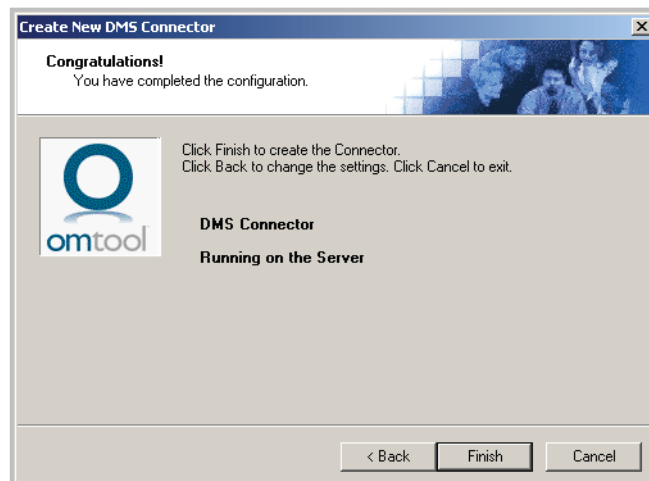 Create New DMS Connector
Congratulations!
You have completed the configuration.
Click Finish to create the Connector.
Click Back to change the settings. Click Cancel to exit.
omtool
DMS Connector
Running on the Server
< Back
Finish
Cancel